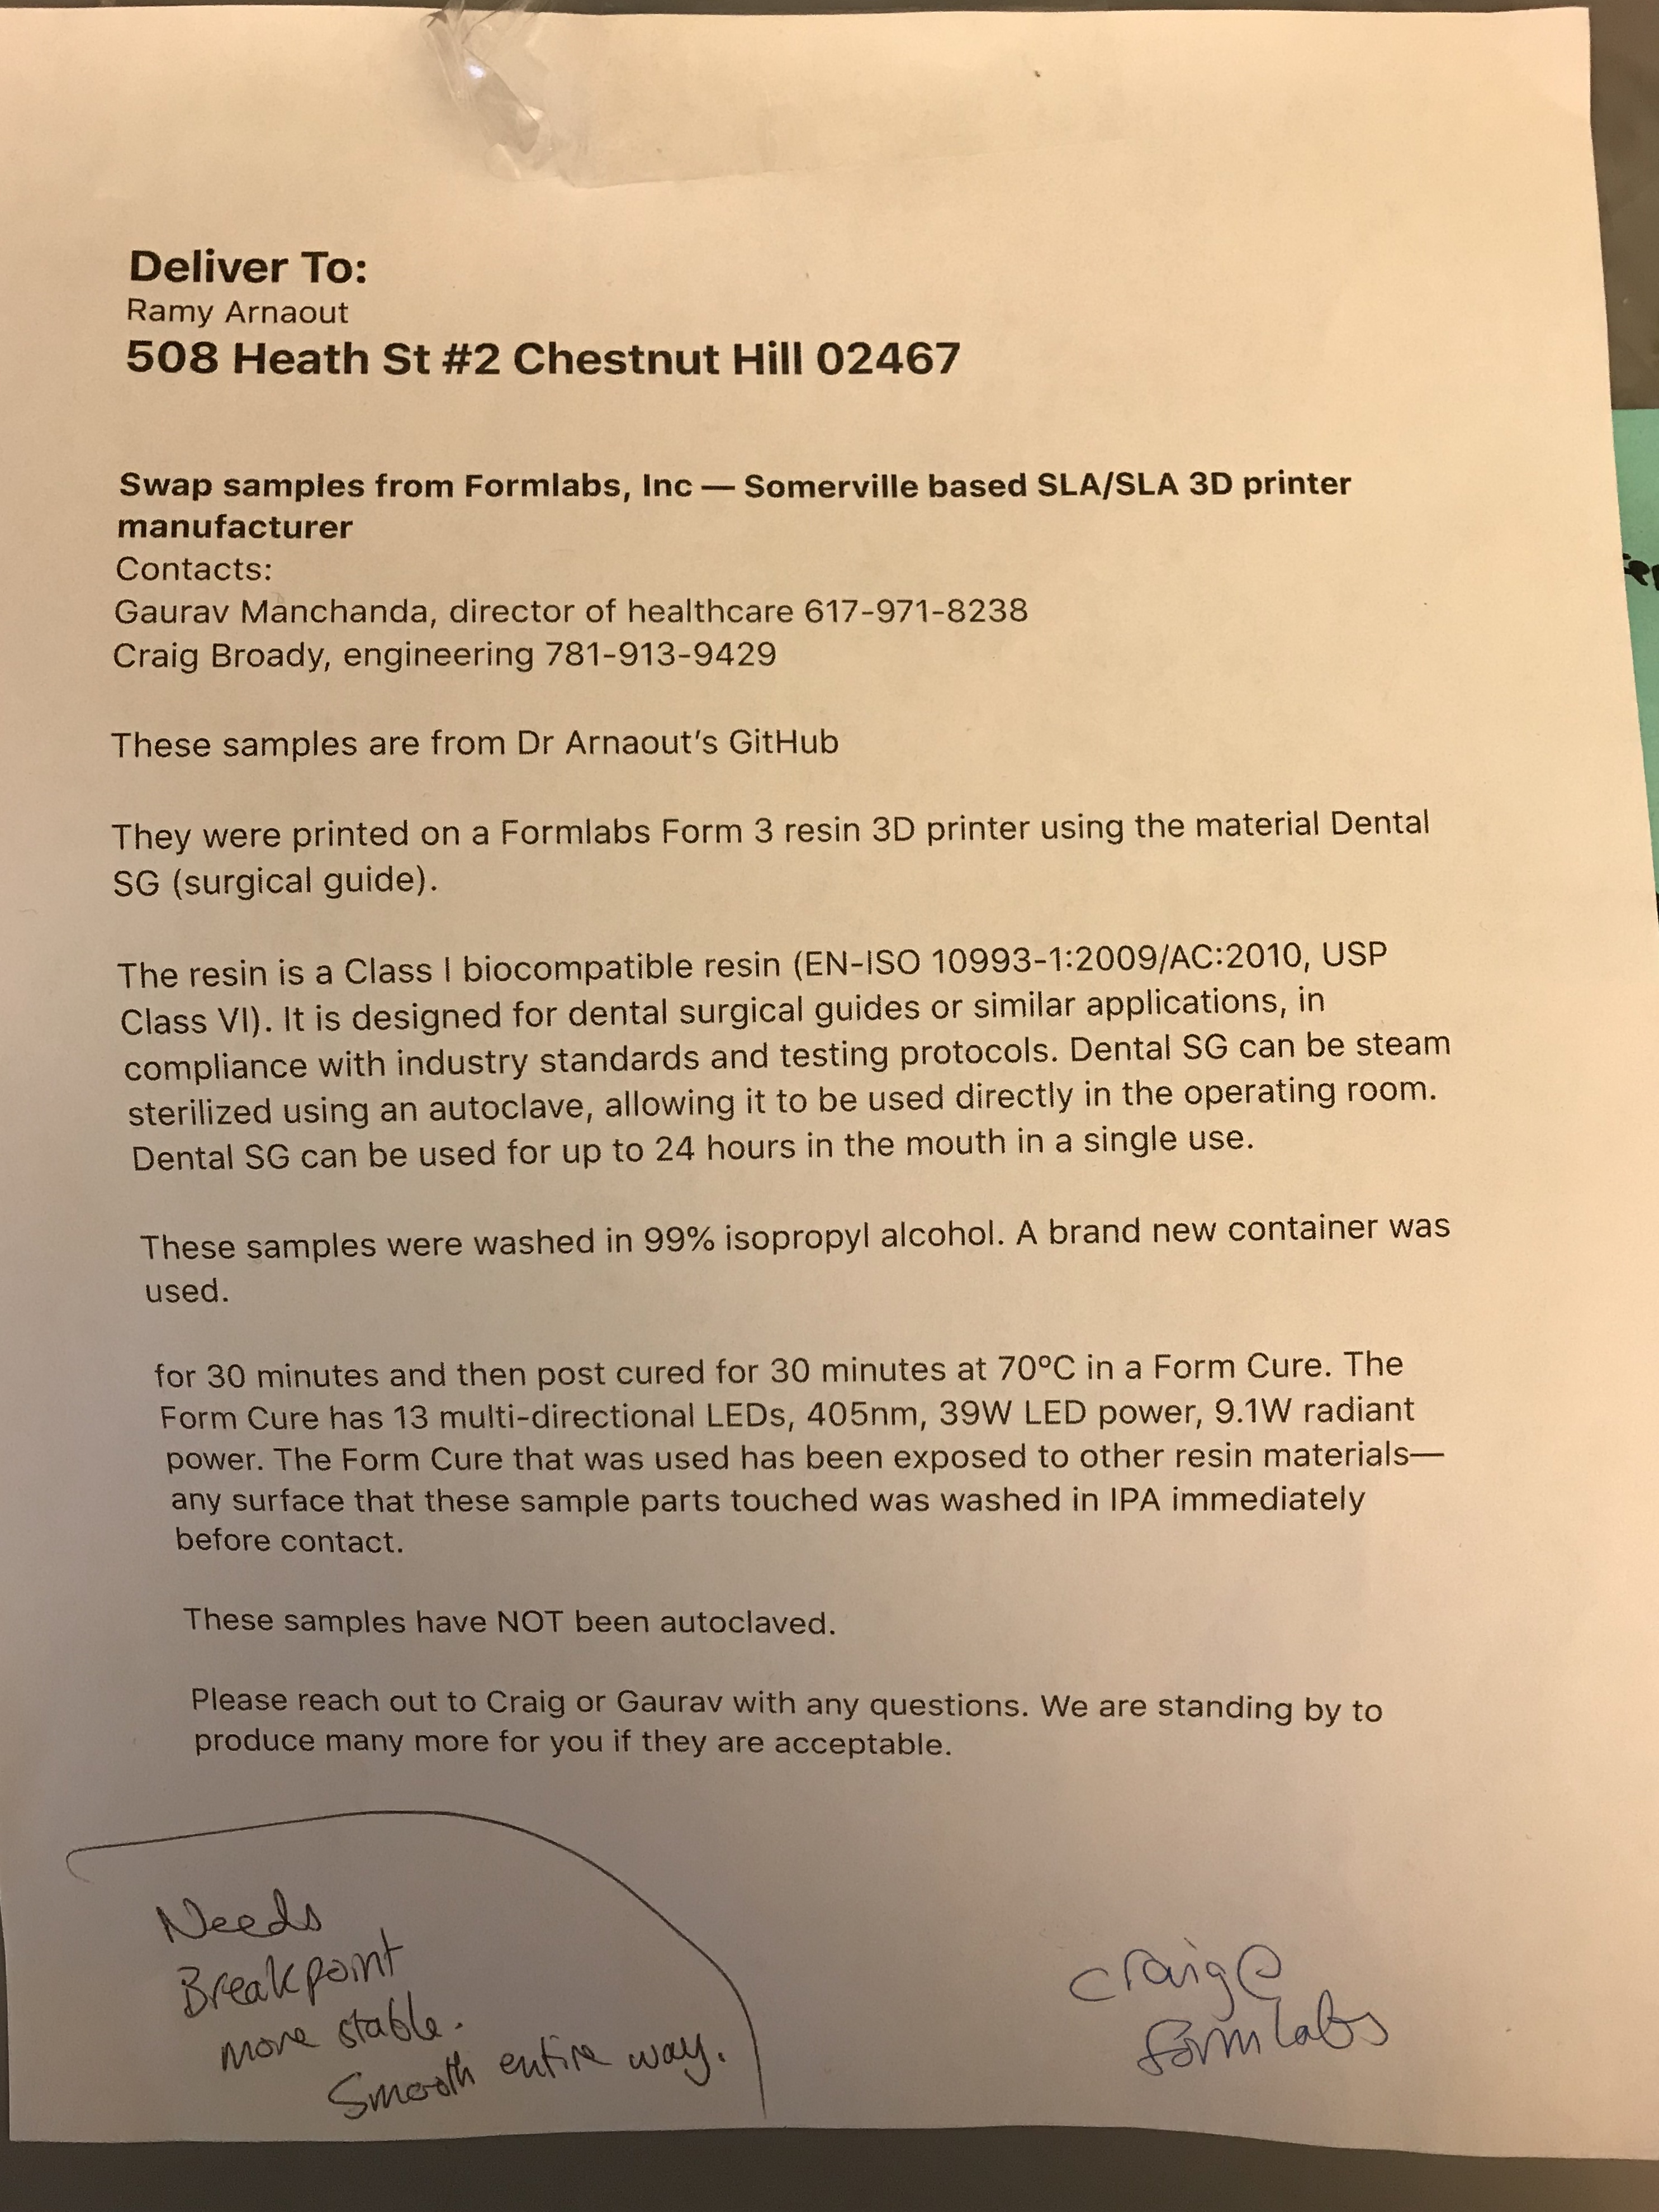 Deliver To:
Ramy Arnaout
508 Heath St #2 Chestnut Hill 02467
Swap samples from Formlabs, Inc — Somerville based SLA/SLA 3D printer
manufacturer
Contacts:
Gaurav Manchanda, director of healthcare 617-971-8238
Craig Broady, engineering 781-913-9429
These samples are from Dr Arnaout's GitHub
They were printed on a Formlabs Form 3 resin 3D printer using the material Dental
SG (surgical guide).
The resin is a Class I biocompatible resin (EN-ISO 10993-1:2009/AC:2010, USP
Class VI). It is designed for dental surgical guides or similar applications, in
compliance with industry standards and testing protocols. Dental SG can be steam
sterilized using an autoclave, allowing it to be used directly in the operating room.
Dental SG can be used for up to 24 hours in the mouth in a single use.
These samples were washed in 99% isopropyl alcohol. A brand new container was
used.
for 30 minutes and then post cured for 30 minutes at 70ºC in a Form Cure. The
Form Cure has 13 multi-directional LEDs, 405nm, 39W LED power, 9.1W radiant
power. The Form Cure that was used has been exposed to other resin materials—
any surface that these sample parts touched was washed in IPA immediately
before contact.
These samples have NOT been autoclaved.
Please reach out to Craig or Gaurav with any questions. We are standing by to
produce many more for you if they are acceptable.
Needs
Breakpoint
more stable.
Smooth entire way.
Craig@
formlabs